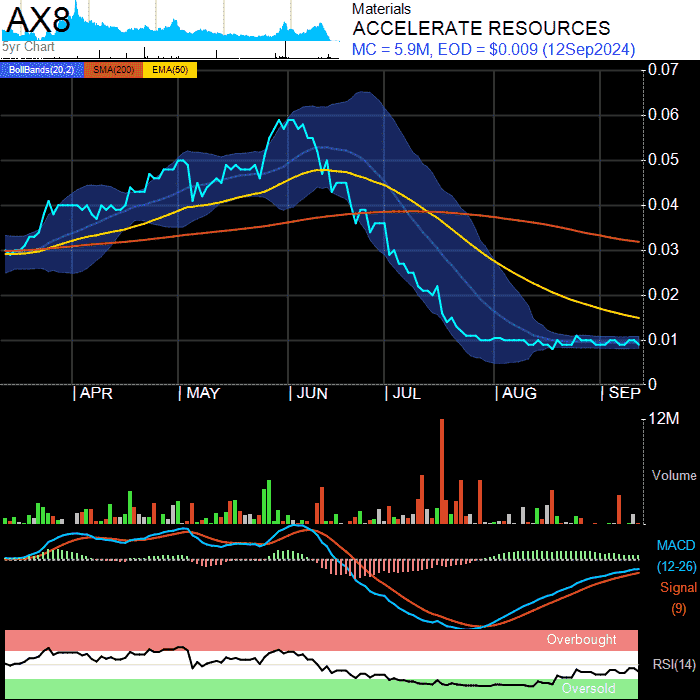 AX8
5yr Chart
Materials
ACCELERATE RESOURCES
MC = 5.9M, EOD = $0.009 (12Sep2024)
BollBands(20,2) SMA(200) EMA(50)
0.07
0.06
0.05
0.04
0.03
0.02
0.01
0
APR MAY JUN JUL AUG SEP
12M
Volume
MACD
(12-26)
Signal
(9)
Overbought
RSI(14)
Oversold